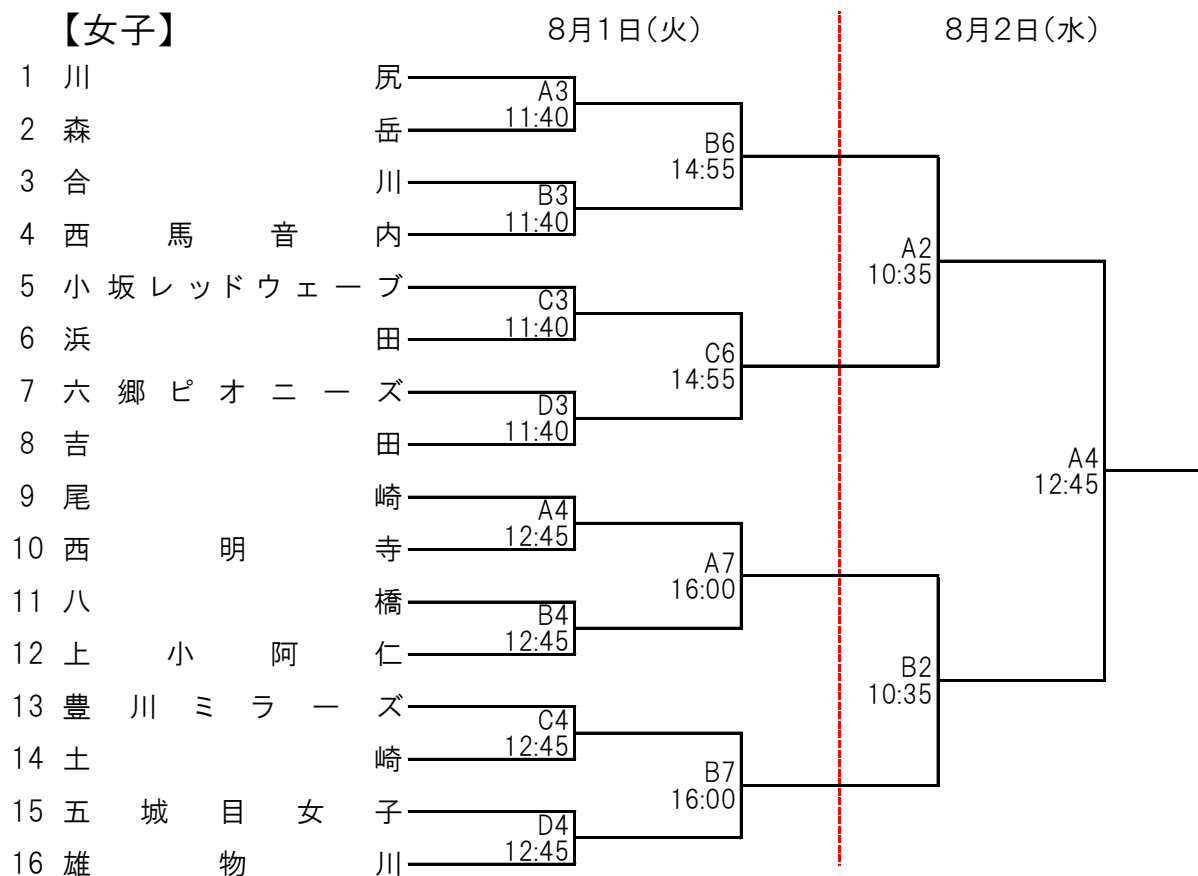 【女子】 8月1日(火) 8月2日(水)
1 川尻
A3
11:40
2 森岳
B6
14:55
3 合川
B3
11:40
4 西馬音内
A2
10:35
5 小坂レッドウェーブ
C3
11:40
6 浜田
C6
14:55
7 六郷ピオニーズ
D3
11:40
8 吉田
A4
12:45
9 尾崎
A4
12:45
10 西明寺
A7
16:00
11 八橋
B4
12:45
12 上小阿仁
B2
10:35
13 豊川ミラーズ
C4
12:45
14 土崎
B7
16:00
15 五城目女子
D4
12:45
16 雄物川